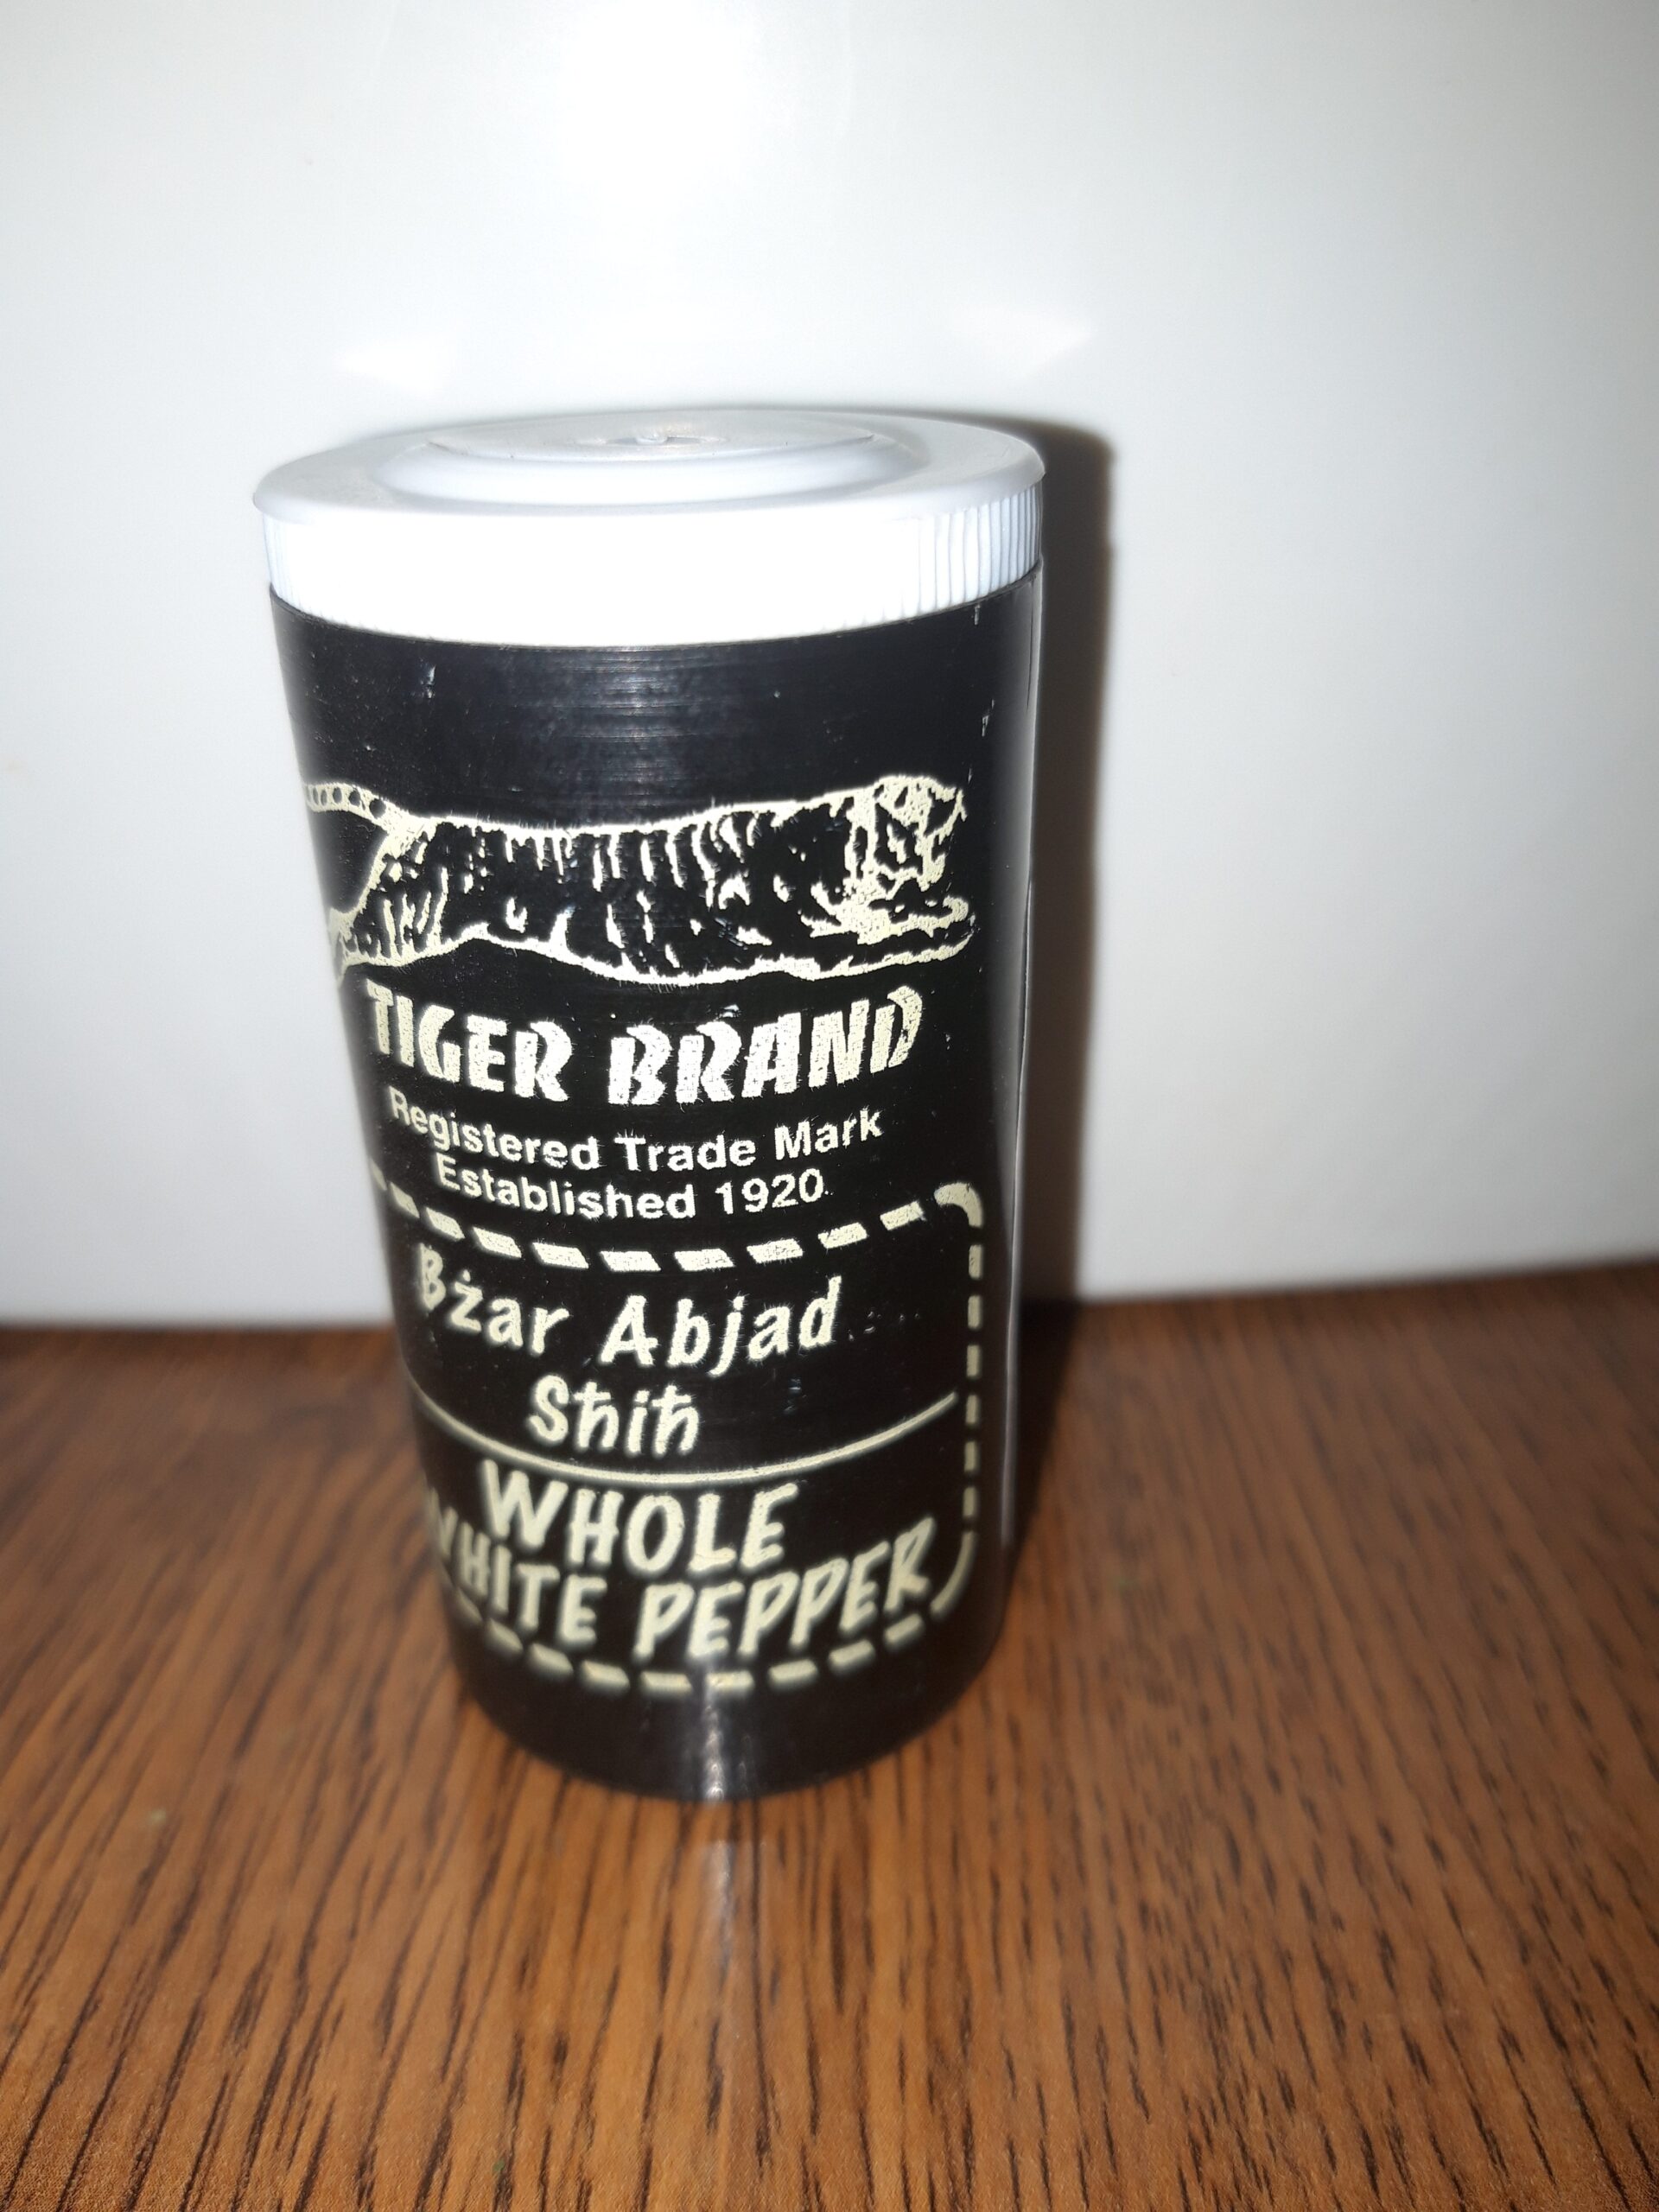 TIGER BRAND
Registered Trade Mark
Established 1920
Bżar Abjad
Sħiħ
WHOLE
WHITE PEPPER